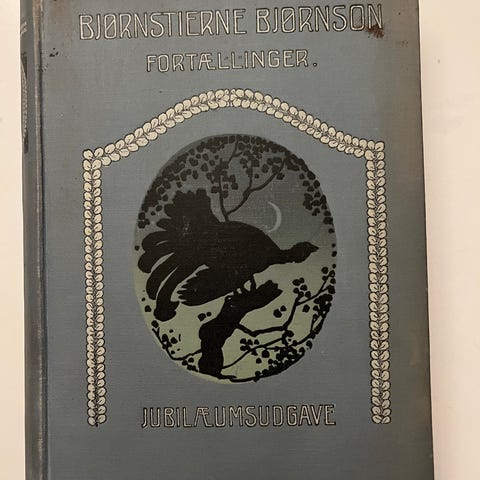 BJØRNSTIERNE BJØRNSON
FORTÆLLINGER.
JUBILÆUMSUDGAVE